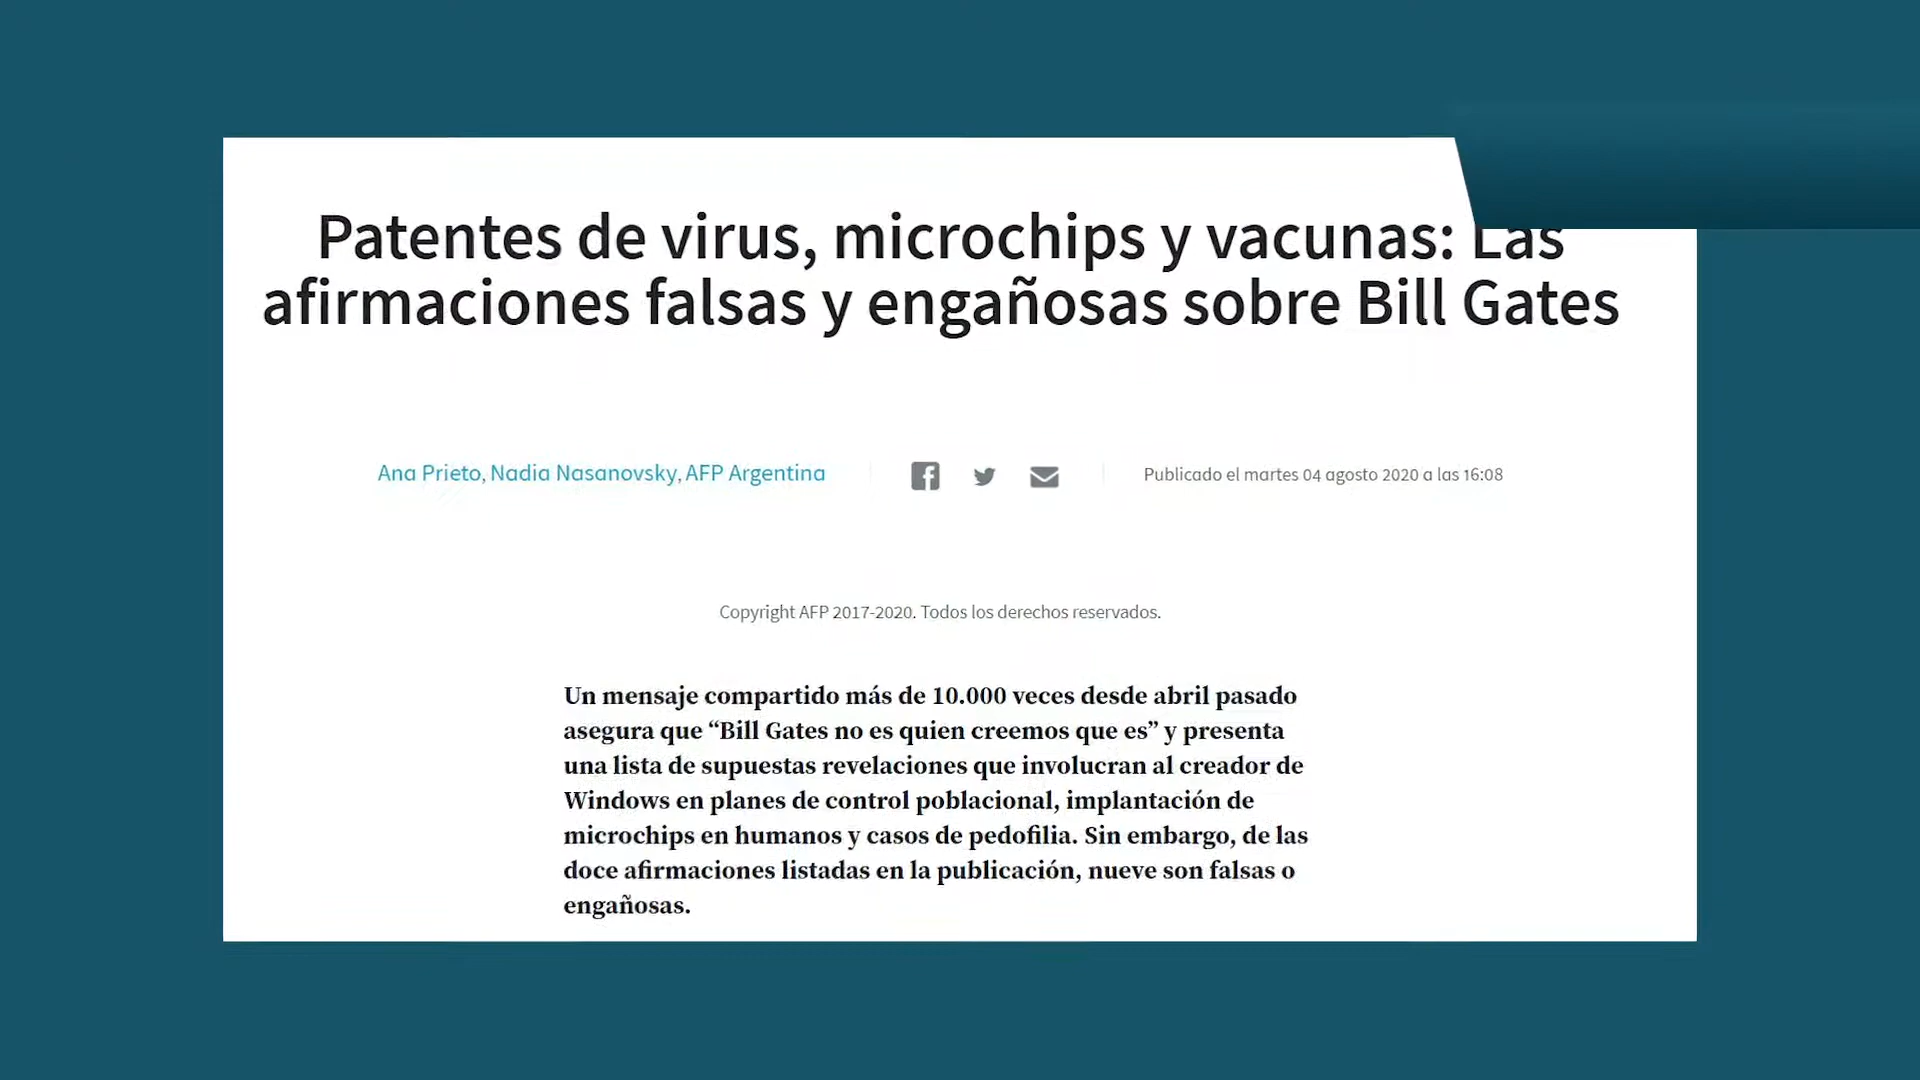 Patentes de virus, microchips y vacunas: Las
afirmaciones falsas y engañosas sobre Bill Gates
Ana Prieto, Nadia Nasanovsky, AFP Argentina
Publicado el martes 04 agosto 2020 a las 16:08
Copyright AFP 2017-2020. Todos los derechos reservados.
Un mensaje compartido más de 10.000 veces desde abril pasado
asegura que “Bill Gates no es quien creemos que es” y presenta
una lista de supuestas revelaciones que involucran al creador de
Windows en planes de control poblacional, implantación de
microchips en humanos y casos de pedofilia. Sin embargo, de las
doce afirmaciones listadas en la publicación, nueve son falsas o
engañosas.